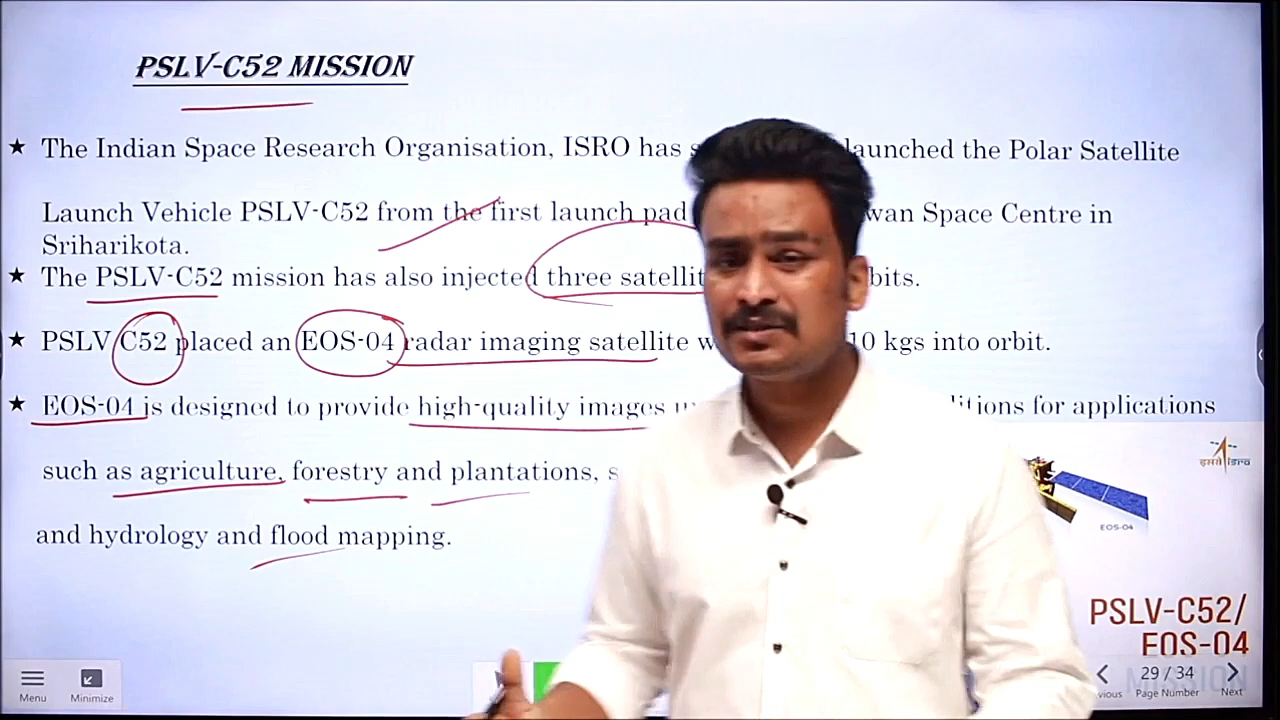 PSLV-C52 MISSION
★ The Indian Space Research Organisation, ISRO has launched the Polar Satellite
Launch Vehicle PSLV-C52 from the first launch pad Space Centre in
Sriharikota.
★ The PSLV-C52 mission has also injected three
★ PSLV C52 placed an EOS-04 radar imaging satellite 10 kgs into orbit.
★ EOS-04 is designed to provide high-quality images for applications
such as agriculture, forestry and plantations,
and hydrology and flood mapping.
इसरो isro
EOS-04
PSLV-C52/
EOS-04
MISSION
Menu
Minimize
29 / 34
Page Number
Next